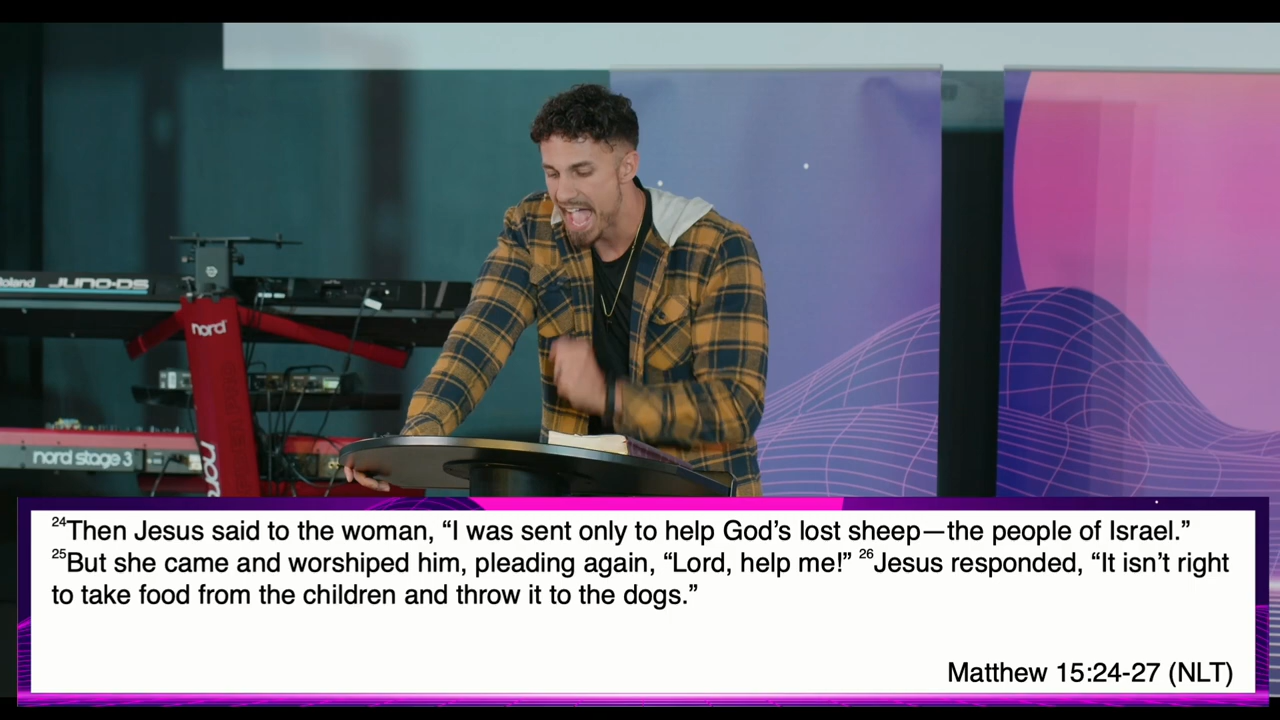 Roland JUNO-DS
nord
nord stage 3
nord
²⁴Then Jesus said to the woman, “I was sent only to help God’s lost sheep—the people of Israel.”
²⁵But she came and worshiped him, pleading again, “Lord, help me!” ²⁶Jesus responded, “It isn’t right
to take food from the children and throw it to the dogs.”
Matthew 15:24-27 (NLT)